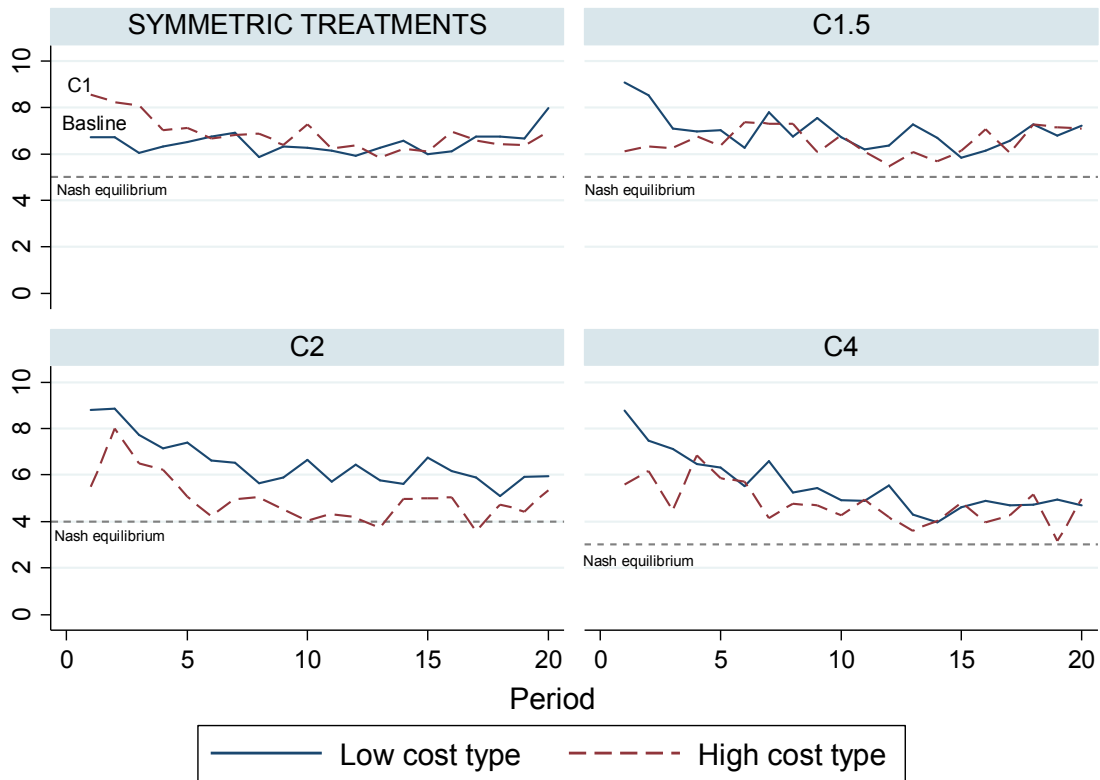 SYMMETRIC TREATMENTS
C1.5
10
8
6
4
2
0
C1
Basline
Nash equilibrium
Nash equilibrium
C2
C4
10
8
6
4
2
0
Nash equilibrium
Nash equilibrium
0 5 10 15 20
0 5 10 15 20
Period
Low cost type
High cost type